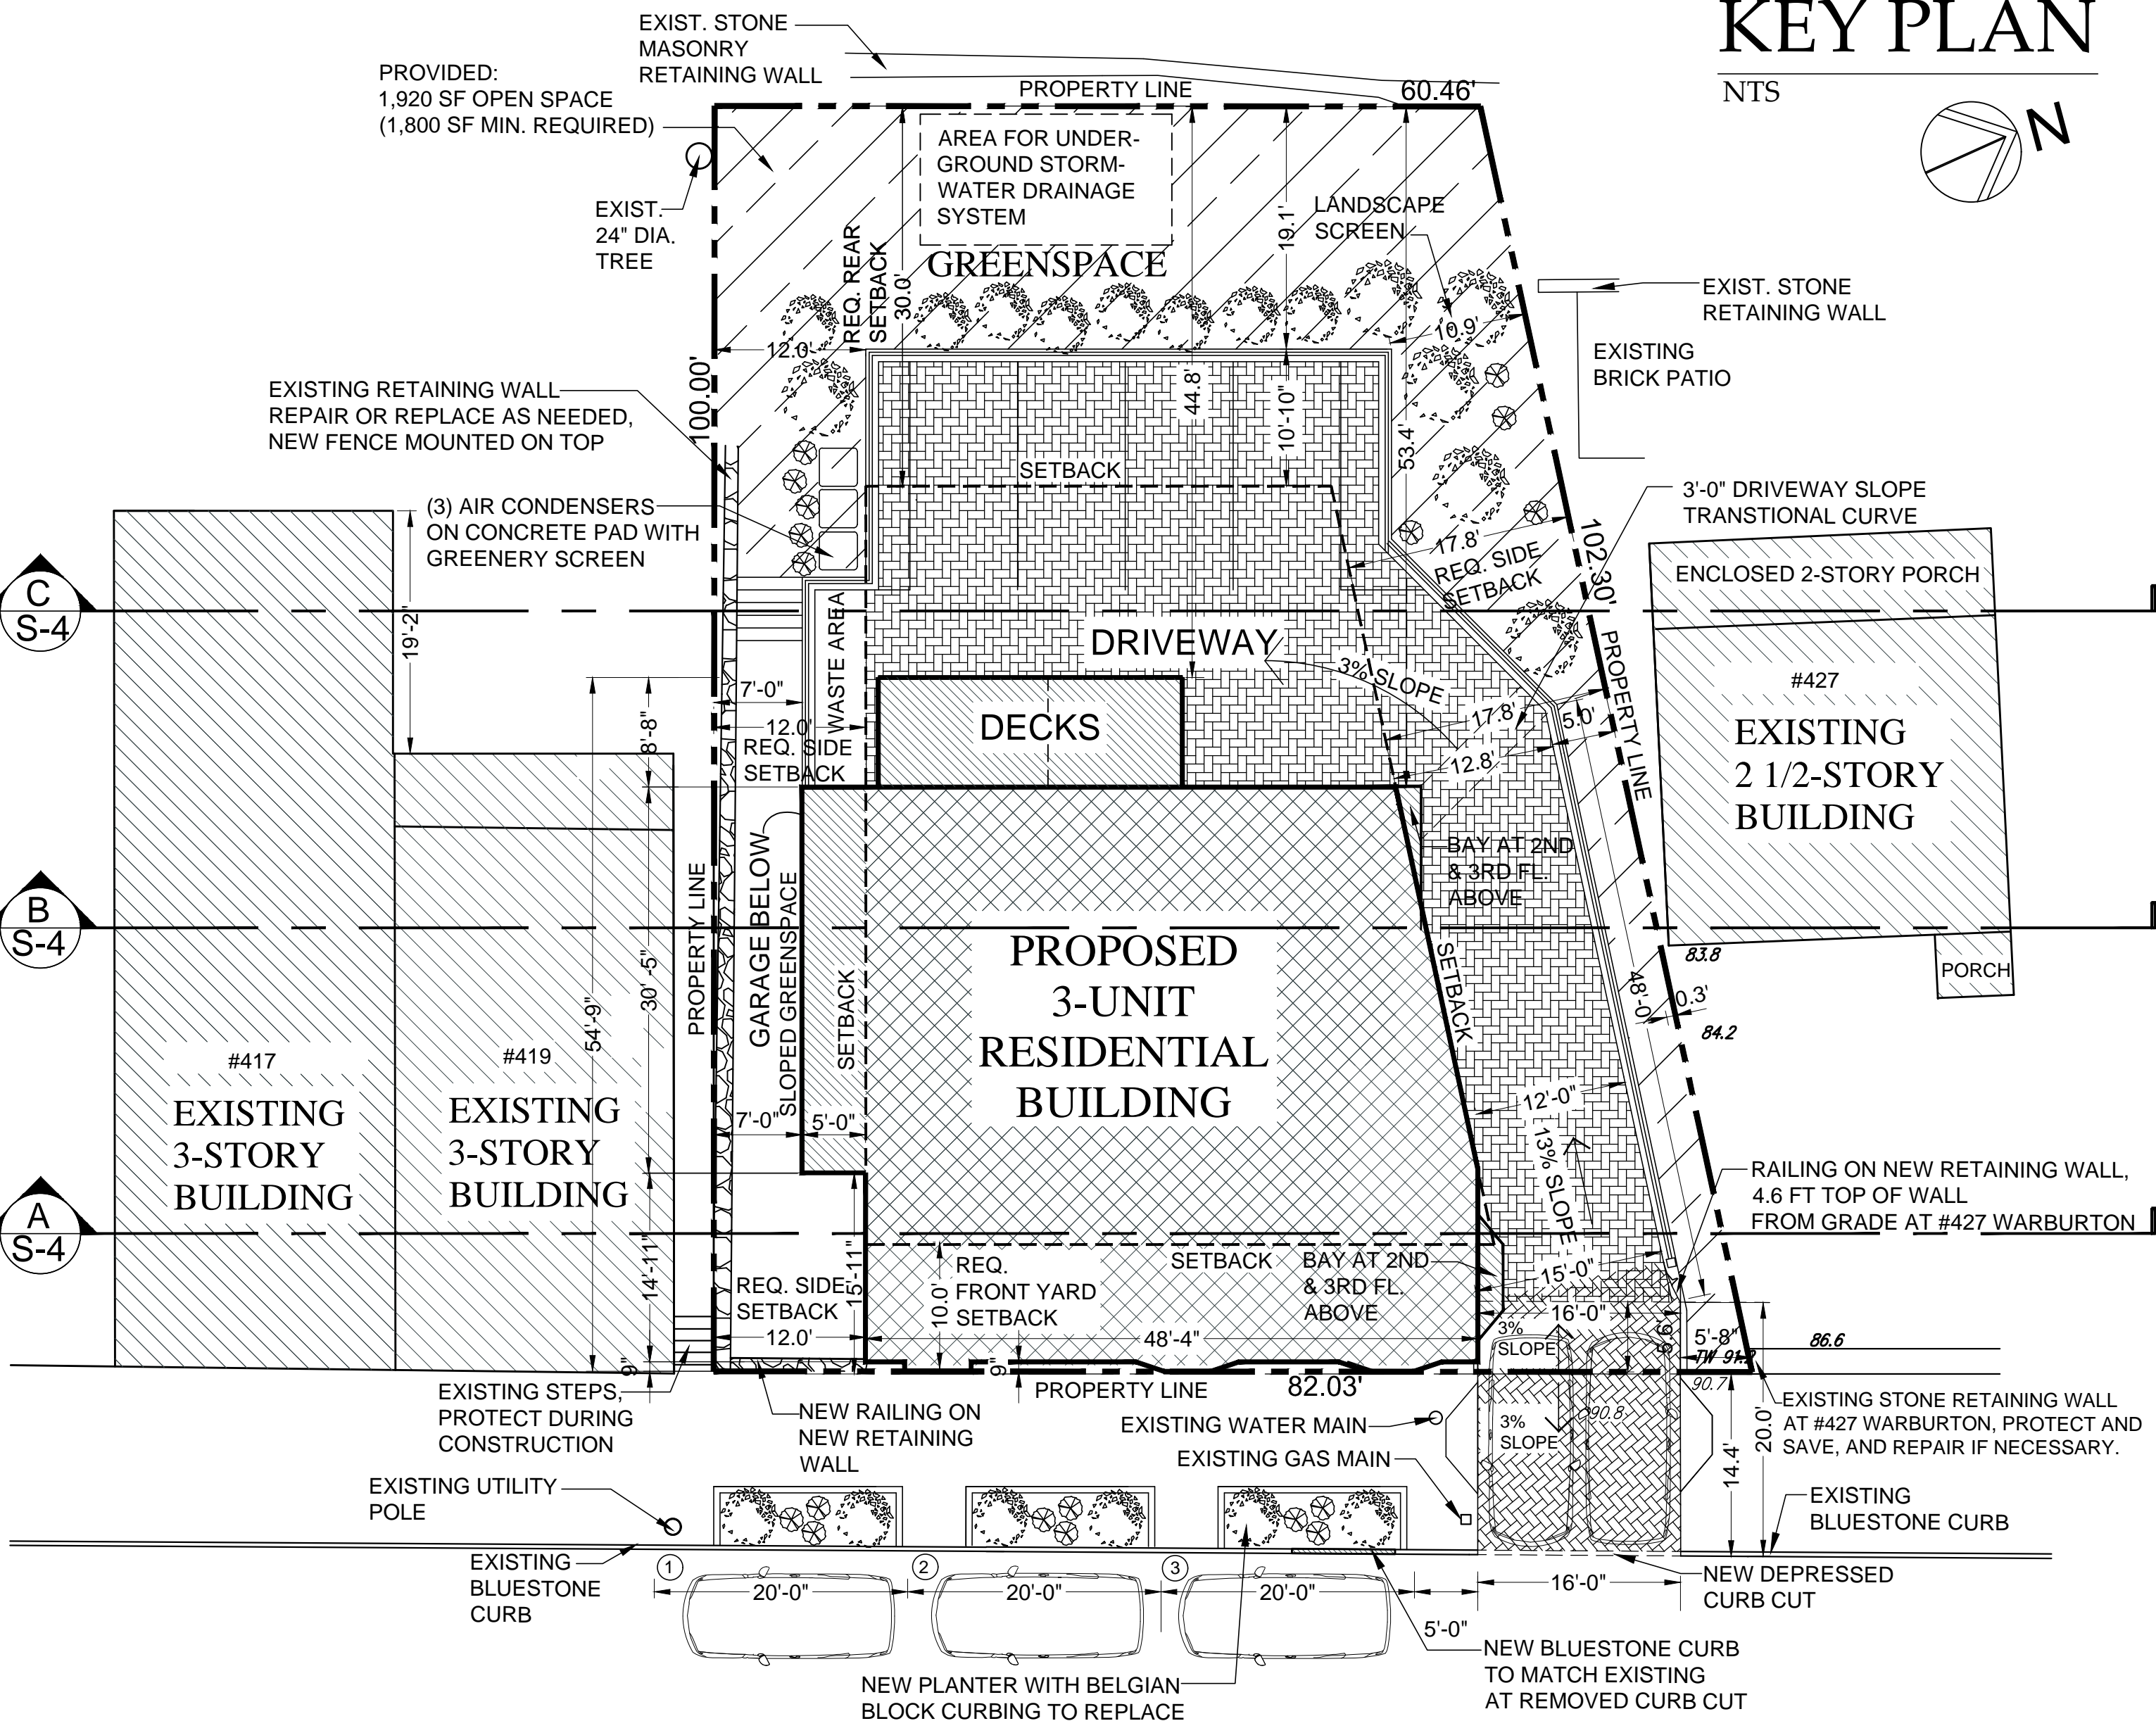 KEY PLAN
NTS
N
EXIST. STONE
MASONRY
RETAINING WALL
PROVIDED:
1,920 SF OPEN SPACE
(1,800 SF MIN. REQUIRED)
PROPERTY LINE
60.46'
AREA FOR UNDER-
GROUND STORM-
WATER DRAINAGE
SYSTEM
GREENSPACE
EXIST.
24" DIA.
TREE
REQ. REAR
SETBACK
30.0'
19.1'
LANDSCAPE
SCREEN
EXIST. STONE
RETAINING WALL
10.9'
12.0'
EXISTING
BRICK PATIO
100.00'
EXISTING RETAINING WALL
REPAIR OR REPLACE AS NEEDED,
NEW FENCE MOUNTED ON TOP
44.8'
10'-10"
53.4'
SETBACK
(3) AIR CONDENSERS
ON CONCRETE PAD WITH
GREENERY SCREEN
3'-0" DRIVEWAY SLOPE
TRANSTIONAL CURVE
17.8'
REQ. SIDE
SETBACK
102.30'
PROPERTY LINE
ENCLOSED 2-STORY PORCH
C
S-4
19'-2"
WASTE AREA
DRIVEWAY
3% SLOPE
7'-0"
12.0'
REQ. SIDE
SETBACK
8'-8"
DECKS
17.8'
5.0'
12.8'
#427
EXISTING
2 1/2-STORY
BUILDING
BAY AT 2ND
& 3RD FL.
ABOVE
B
S-4
PROPERTY LINE
GARAGE BELOW
SLOPED GREENSPACE
SETBACK
PROPOSED
3-UNIT
RESIDENTIAL
BUILDING
SETBACK
83.8
PORCH
48'-0"
0.3'
84.2
54'-9"
30'-5"
#417
EXISTING
3-STORY
BUILDING
#419
EXISTING
3-STORY
BUILDING
7'-0"
5'-0"
12'-0"
13% SLOPE
RAILING ON NEW RETAINING WALL,
4.6 FT TOP OF WALL
FROM GRADE AT #427 WARBURTON
A
S-4
14'-11"
15'-11"
REQ. SIDE
SETBACK
12.0'
10.0'
REQ.
FRONT YARD
SETBACK
SETBACK
BAY AT 2ND
& 3RD FL.
ABOVE
48'-4"
15'-0"
16'-0"
3%
SLOPE
6.6'
5'-8"
86.6
9"
9"
PROPERTY LINE
82.03'
90.7
EXISTING STEPS,
PROTECT DURING
CONSTRUCTION
NEW RAILING ON
NEW RETAINING
WALL
EXISTING WATER MAIN
EXISTING GAS MAIN
3%
SLOPE
90.8
14.4'
20.0'
EXISTING STONE RETAINING WALL
AT #427 WARBURTON, PROTECT AND
SAVE, AND REPAIR IF NECESSARY.
EXISTING UTILITY
POLE
EXISTING
BLUESTONE CURB
EXISTING
BLUESTONE
CURB
1
2
3
20'-0"
20'-0"
20'-0"
5'-0"
16'-0"
NEW DEPRESSED
CURB CUT
NEW BLUESTONE CURB
TO MATCH EXISTING
AT REMOVED CURB CUT
NEW PLANTER WITH BELGIAN
BLOCK CURBING TO REPLACE